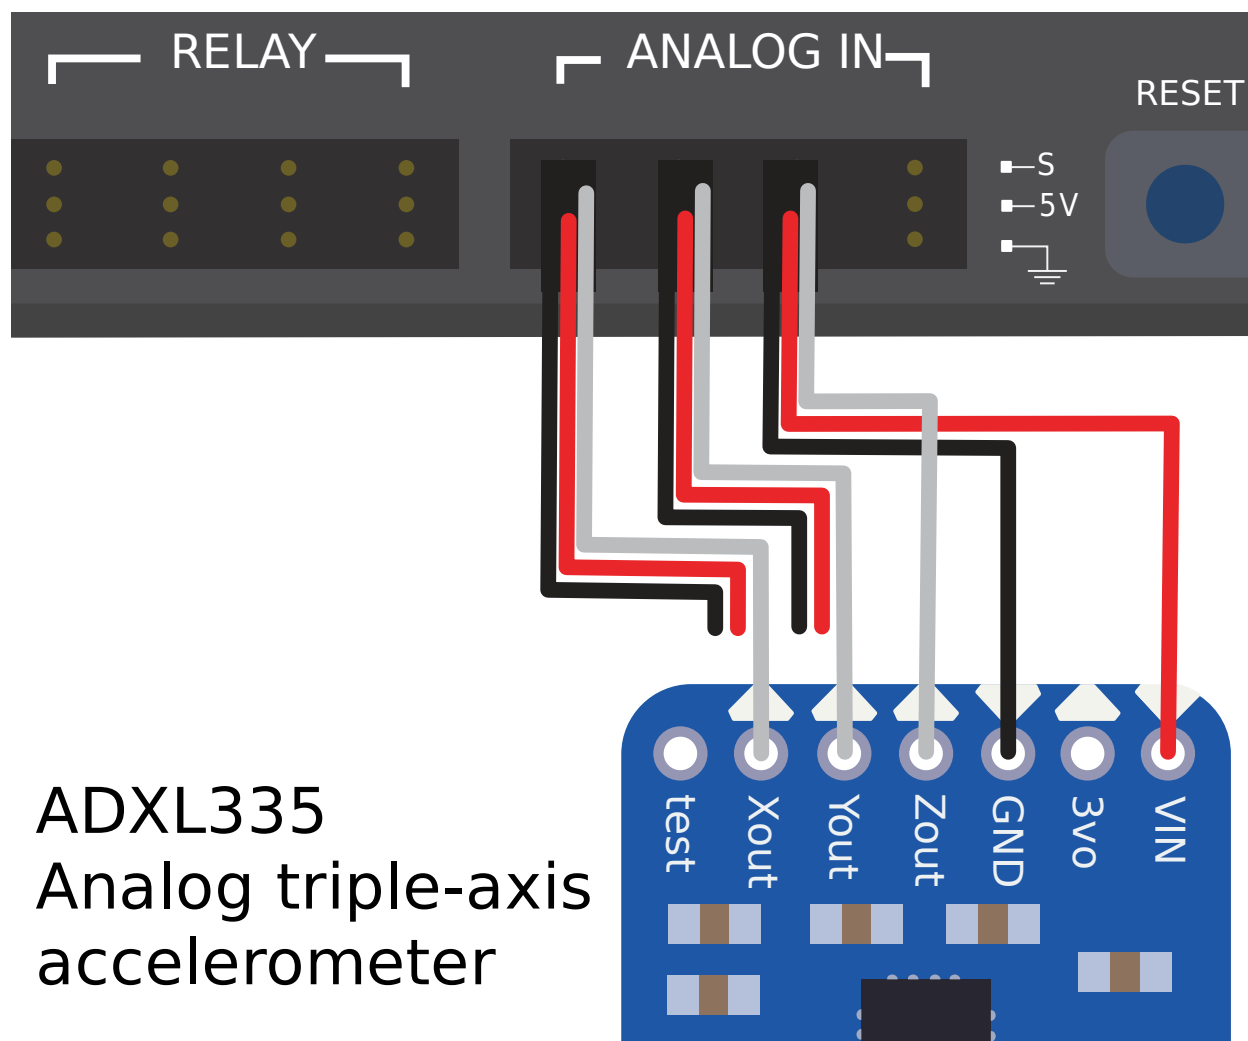 RELAY
ANALOG IN
RESET
S
5V
test
Xout
Yout
Zout
GND
3vo
VIN
ADXL335
Analog triple-axis
accelerometer